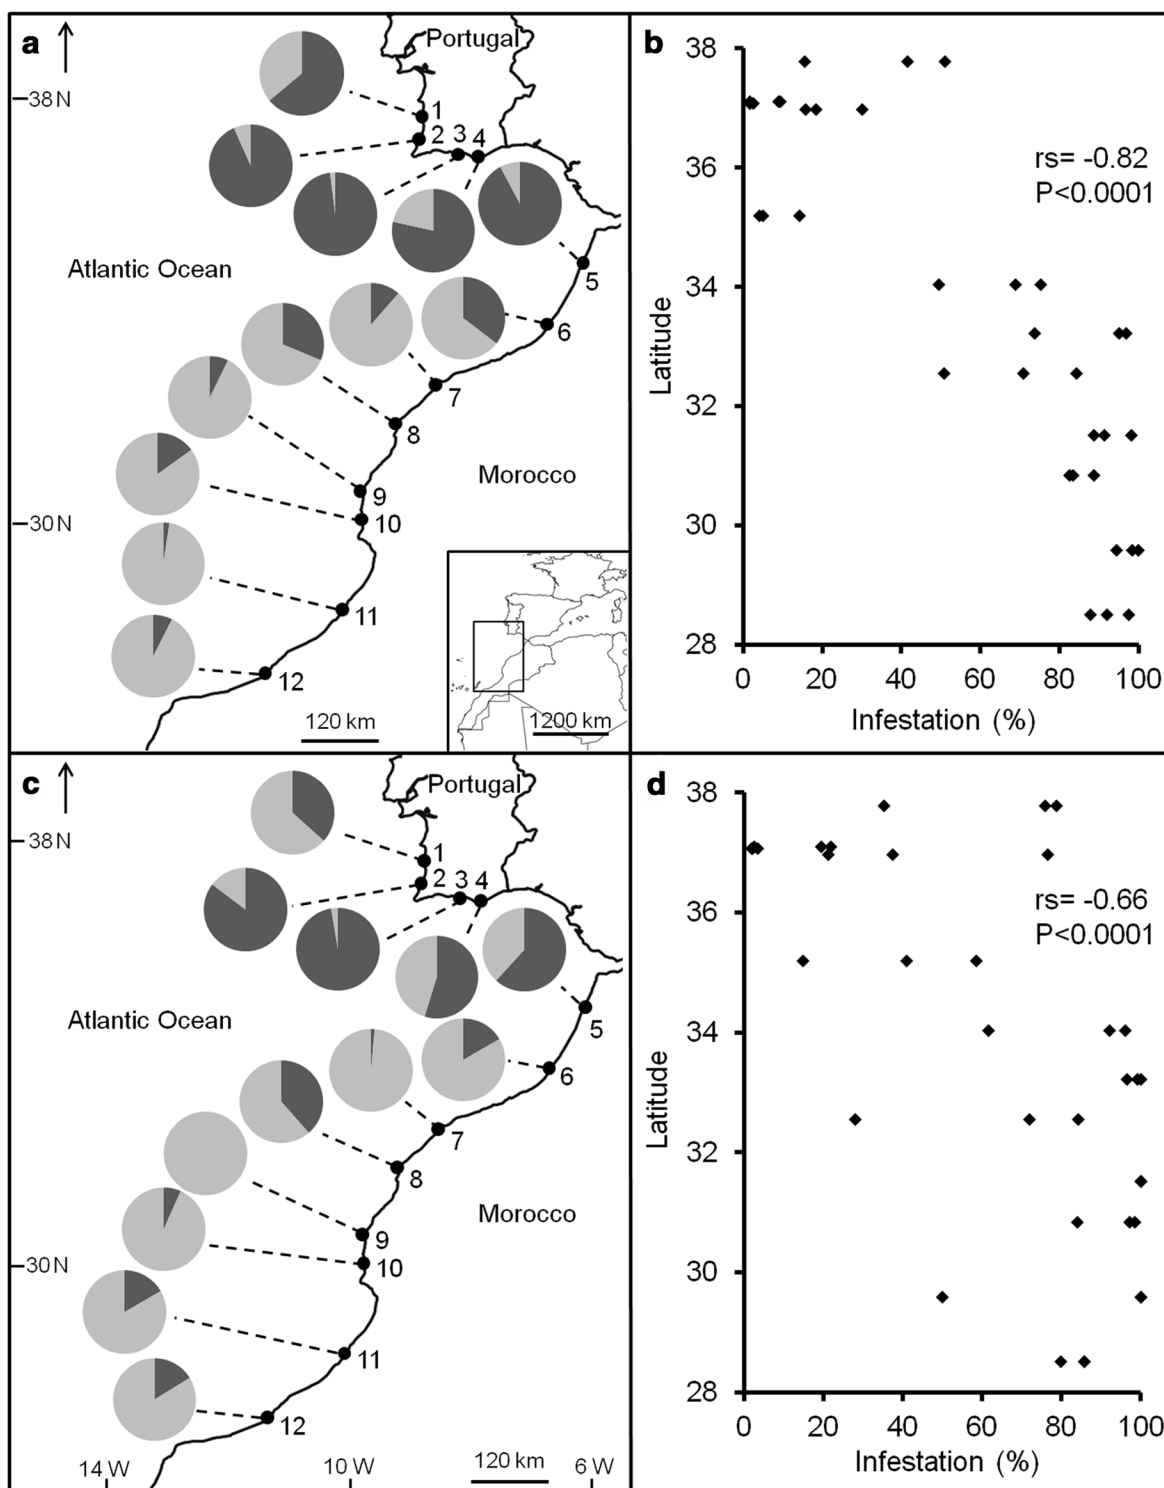 a
Portugal
38N
1
2
3
4
Atlantic Ocean
5
6
7
8
Morocco
9
30N
10
11
12
120 km
1200 km
b
38
36
34
32
30
28
Latitude
rs= -0.82
P<0.0001
0 20 40 60 80 100
Infestation (%)
c
Portugal
38N
1
2
3
4
Atlantic Ocean
5
6
7
8
Morocco
9
30N
10
11
12
120 km
14 W
10 W
6 W
d
38
36
34
32
30
28
Latitude
rs= -0.66
P<0.0001
0 20 40 60 80 100
Infestation (%)